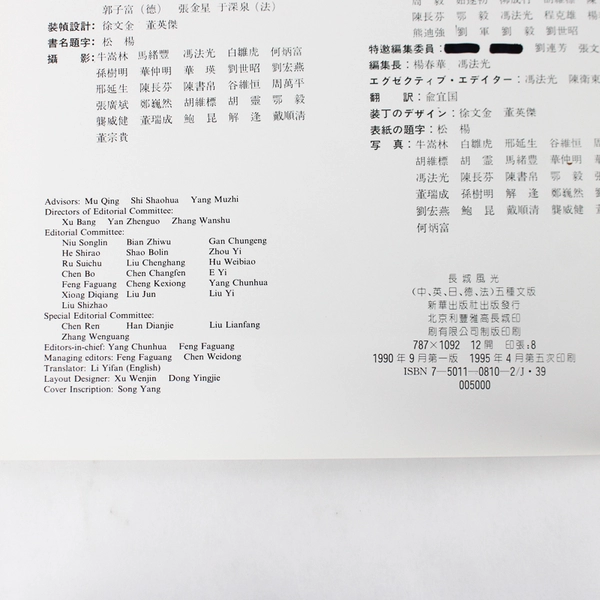 郭子富（德） 張金星 于深泉（法）
裝幀設計：徐文全 董英傑
書名題字：松 楊
攝 影：牛嵩林 馬緒豐 馮法光 白雛虎 何炳富
孫樹明 華仲明 華 瑛 劉世昭 劉宏燕
邢延生 陳長芬 陳書帛 谷維恒 周萬平
張廣斌 鄭巍然 胡維標 胡 靈 鄂 毅
龔威健 董瑞成 鮑 昆 解 逢 戴順清
董宗貴
Advisors: Mu Qing Shi Shaohua Yang Muzhi
Directors of Editorial Committee:
Xu Bang Yan Zhenguo Zhang Wanshu
Editorial Committee:
Niu Songlin Bian Zhiwu Gan Chungeng
He Shirao Shao Bolin Zhou Yi
Ru Suichu Liu Chenghang Hu Weibiao
Chen Bo Chen Changfen E Yi
Feng Faguang Cheng Kexiong Yang Chunhua
Xiong Diqiang Liu Jun Liu Yi
Liu Shizhao
Special Editorial Committee:
Chen Ren Han Dianjie Liu Lianfang
Zhang Wenguang
Editors-in-chief: Yang Chunhua Feng Faguang
Managing editors: Feng Faguang Chen Weidong
Translator: Li Yifan (English)
Layout Designer: Xu Wenjin Dong Yingjie
Cover Inscription: Song Yang
陳長芬 鄂 毅 馮法光 程克雄 楊
熊迪強 劉 軍 劉 毅 劉世昭
特邀編集委員： 劉連芳 張文
編集長：楊春華 馮法光
エグゼクティブ・エデイター：馮法光 陳衛東
翻 訳：俞宜国
装丁のデザイン：徐文全 董英傑
表紙の題字：松 楊
写 真：牛嵩林 白雛虎 邢延生 谷維恒 周
胡維標 胡 霊 馬緒豊 華仲明 華
馮法光 陳長芬 陳書帛 鄂 毅 張
董瑞成 孫樹明 解 逢 鄭巍然 劉
劉宏燕 鮑 昆 戴順清 龔威健 董
何炳富
長城風光
（中、英、日、德、法）五種文版
新華出版社出版發行
北京利豐雅高長城印
刷有限公司制版印刷
787×1092 12開 印張：8
1990年9月第一版 1995年4月第五次印刷
ISBN 7-5011-0810-2/J・39
005000